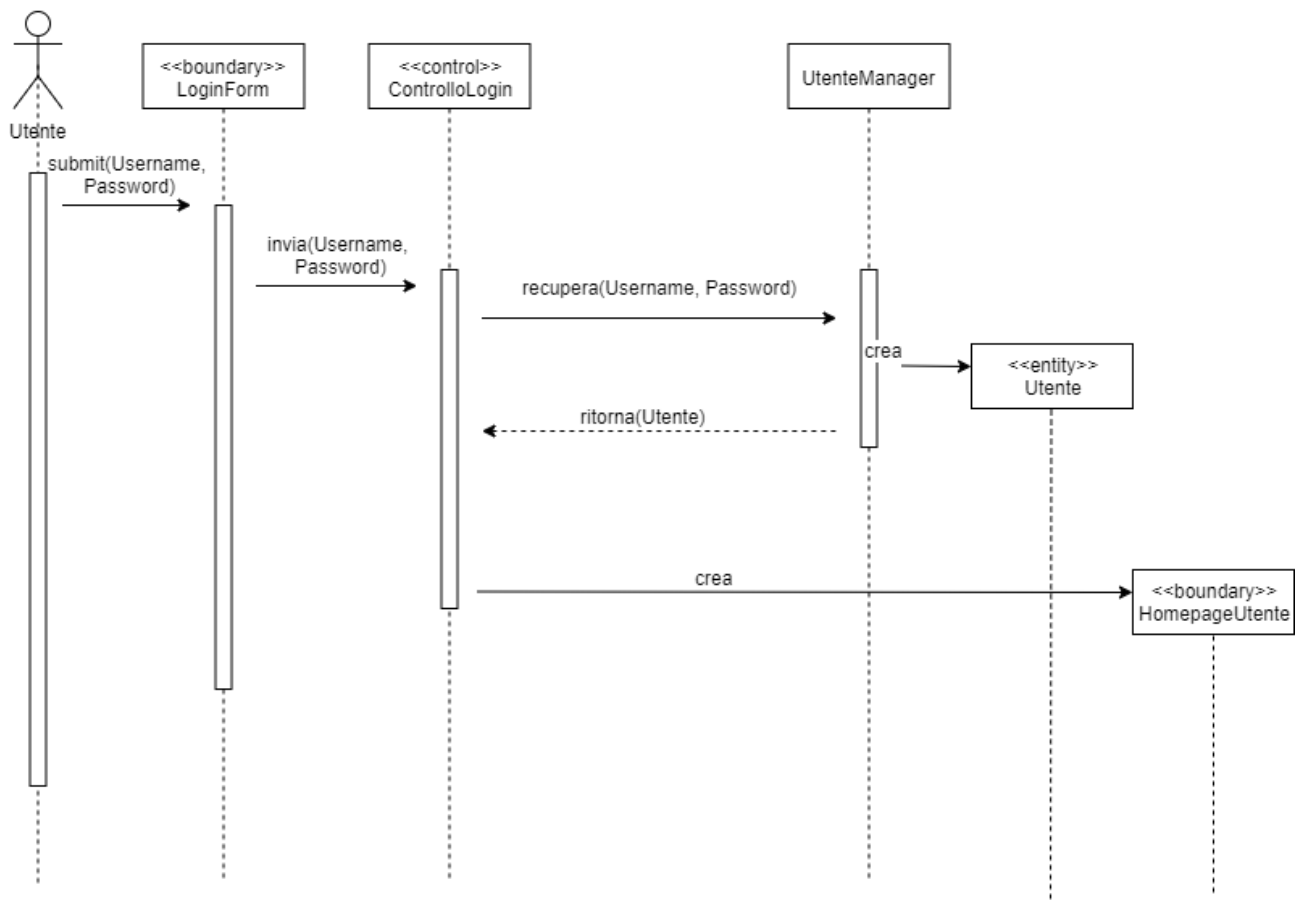 <<boundary>>
LoginForm
<<control>>
ControlloLogin
UtenteManager
Utente
submit(Username,
Password)
invia(Username,
Password)
recupera(Username, Password)
crea
<<entity>>
Utente
ritorna(Utente)
crea
<<boundary>>
HomepageUtente